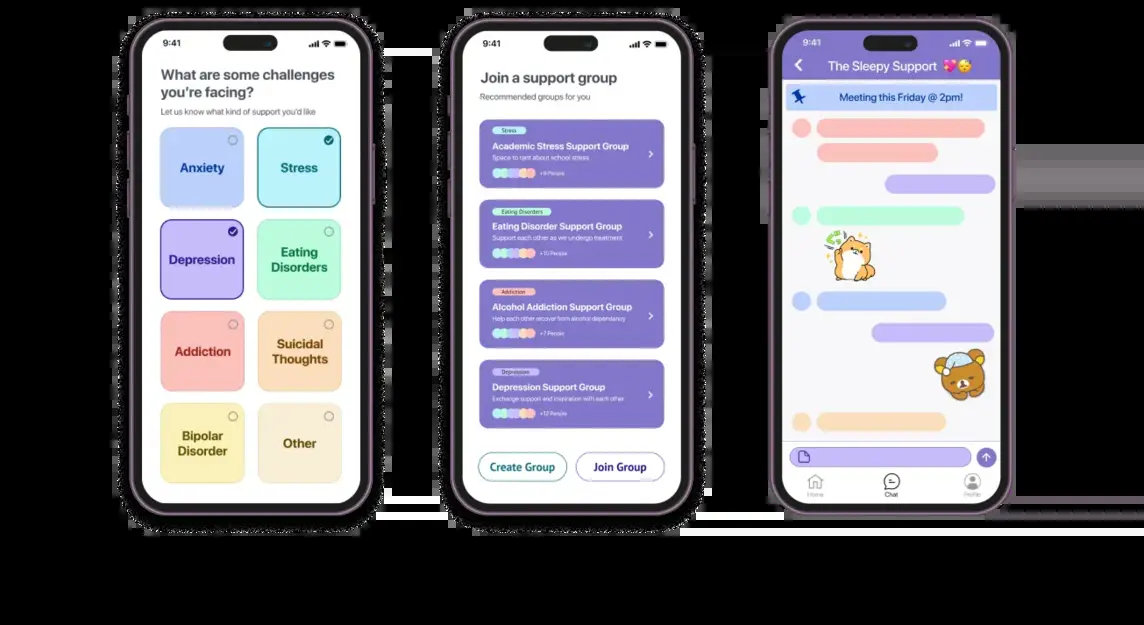 9:41
What are some challenges
you're facing?
Let us know what kind of support you'd like
Anxiety
Stress
Depression
Eating
Disorders
Addiction
Suicidal
Thoughts
Bipolar
Disorder
Other
9:41
Join a support group
Recommended groups for you
Stress
Academic Stress Support Group
Space to rant about school stress
+9 People
Eating Disorders
Eating Disorder Support Group
Support each other as we undergo treatment
+10 People
Addiction
Alcohol Addiction Support Group
Help each other recover from alcohol dependancy
+7 People
Depression
Depression Support Group
Exchange support and inspiration with each other
+12 People
Create Group
Join Group
9:41
The Sleepy Support 💖😴
Meeting this Friday @ 2pm!
Home
Chat
Profile